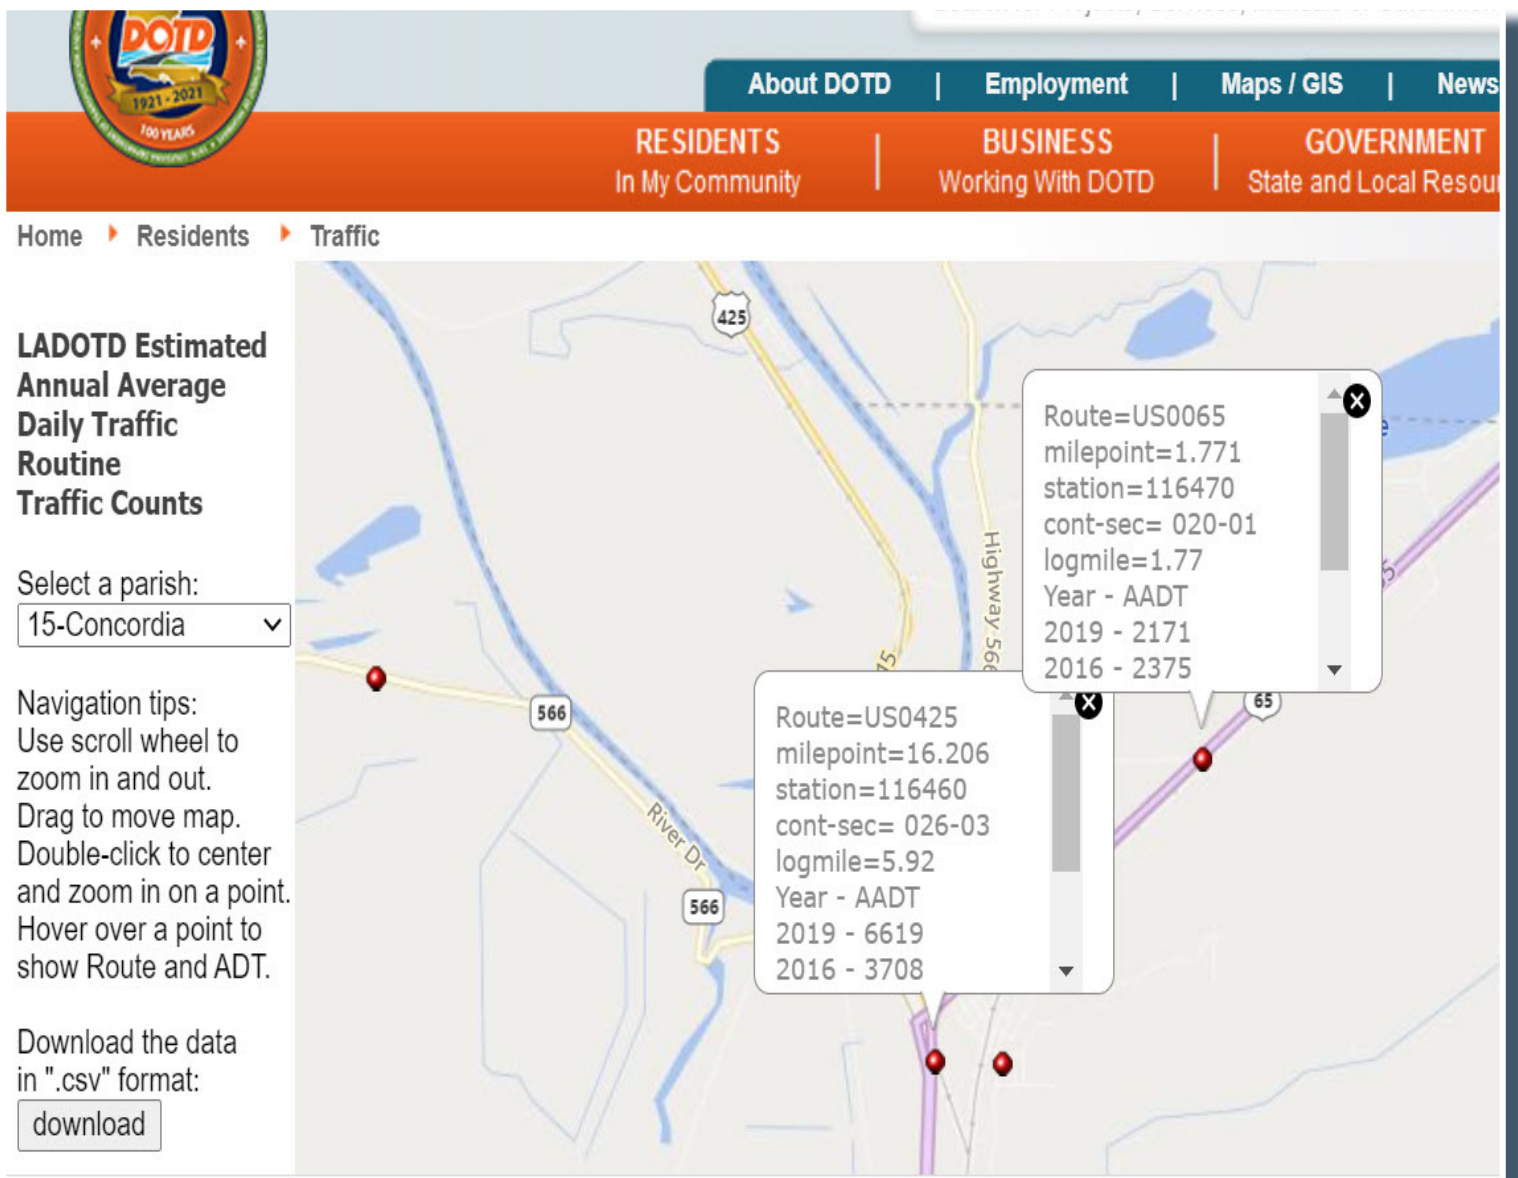 DOTD
1921 - 2021
100 YEARS
About DOTD | Employment | Maps / GIS | News
RESIDENTS
In My Community
BUSINESS
Working With DOTD
GOVERNMENT
State and Local Resour
Home Residents Traffic
LADOTD Estimated
Annual Average
Daily Traffic
Routine
Traffic Counts
Select a parish:
15-Concordia
Navigation tips:
Use scroll wheel to
zoom in and out.
Drag to move map.
Double-click to center
and zoom in on a point.
Hover over a point to
show Route and ADT.
Download the data
in ".csv" format:
download
425
Highway 566
Route=US0065
milepoint=1.771
station=116470
cont-sec= 020-01
logmile=1.77
Year - AADT
2019 - 2171
2016 - 2375
65
566
River Dr
566
Route=US0425
milepoint=16.206
station=116460
cont-sec= 026-03
logmile=5.92
Year - AADT
2019 - 6619
2016 - 3708